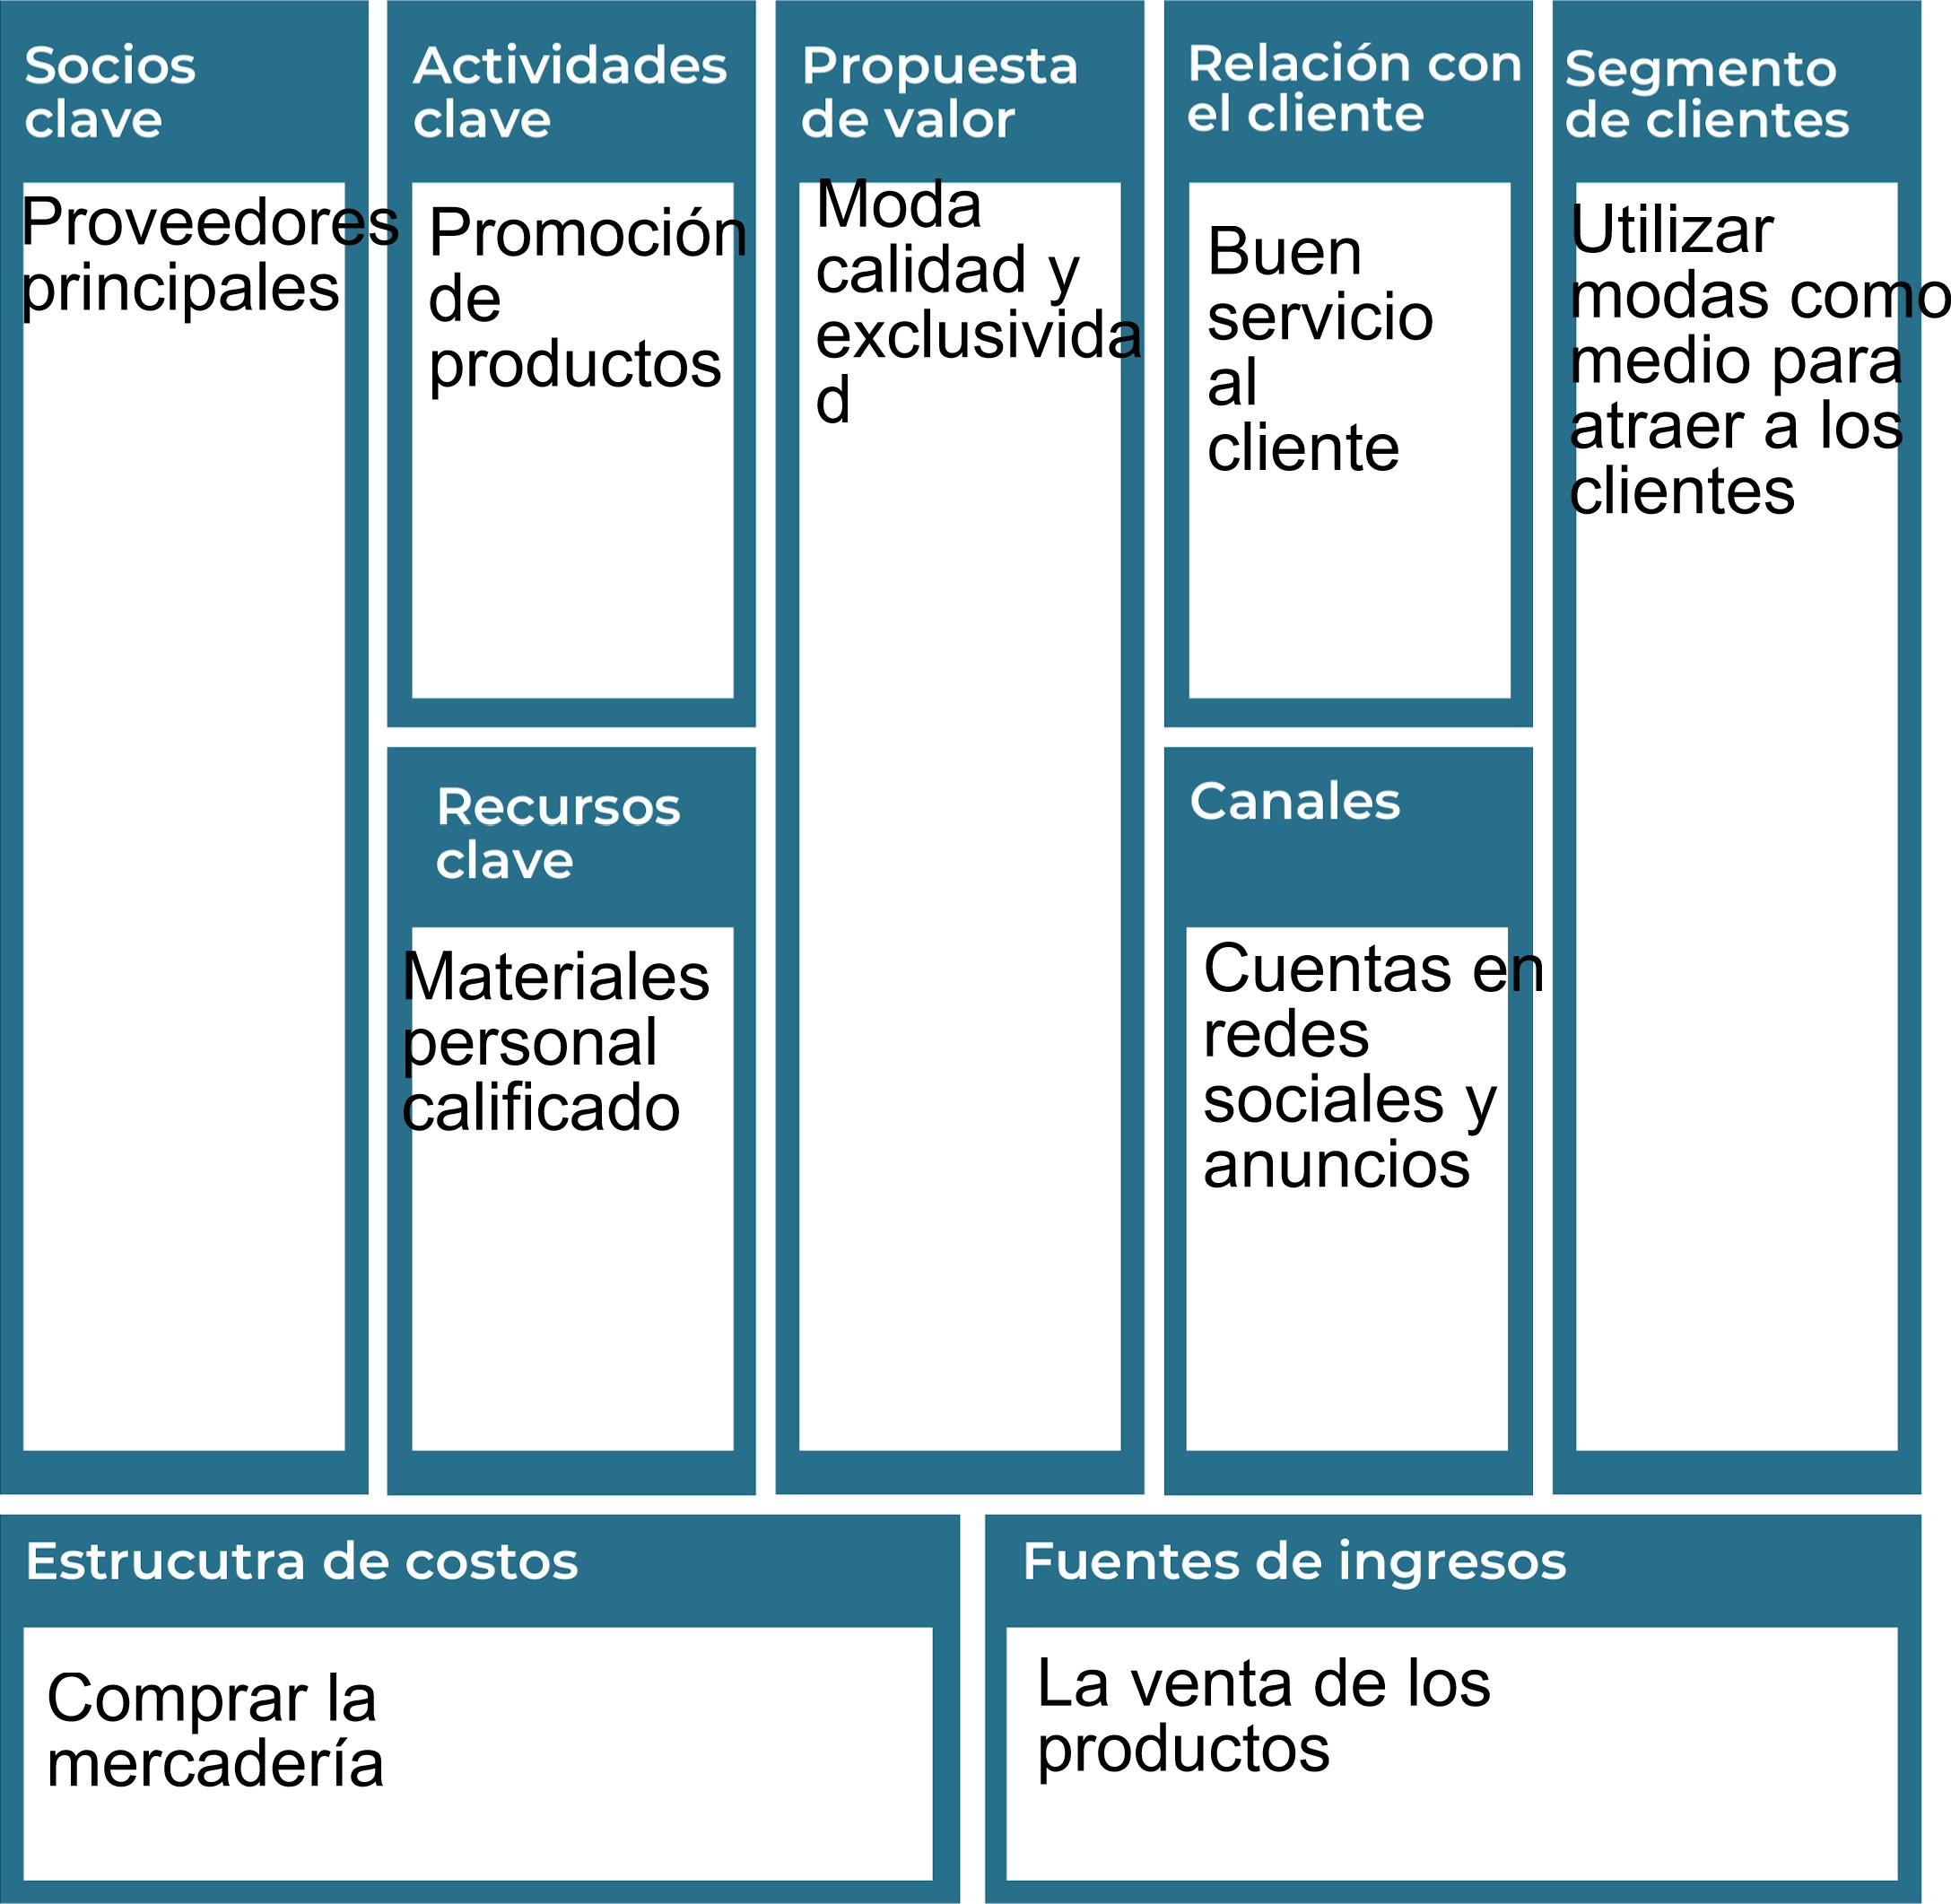 Socios
clave
Proveedores
principales
Actividades
clave
Promoción
de
productos
Recursos
clave
Materiales
personal
calificado
Propuesta
de valor
Moda
calidad y
exclusivida
d
Relación con
el cliente
Buen
servicio
al
cliente
Canales
Cuentas en
redes
sociales y
anuncios
Segmento
de clientes
Utilizar
modas como
medio para
atraer a los
clientes
Estrucutra de costos
Comprar la
mercadería
Fuentes de ingresos
La venta de los
productos